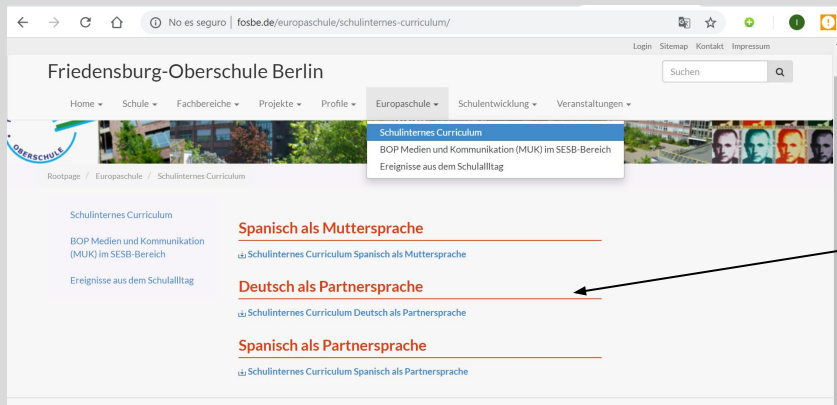 No es seguro | fosbe.de/europaschule/schulinternes-curriculum/
Login Sitemap Kontakt Impressum
Friedensburg-Oberschule Berlin
Suchen
Home Schule Fachbereiche Projekte Profile Europaschule Schulentwicklung Veranstaltungen
Schulinternes Curriculum
BOP Medien und Kommunikation (MUK) im SESB-Bereich
Ereignisse aus dem Schulallltag
OBERSCHULE
Rootpage / Europaschule / Schulinternes Curriculum
Schulinternes Curriculum
BOP Medien und Kommunikation
(MUK) im SESB-Bereich
Ereignisse aus dem Schulallltag
Spanisch als Muttersprache
Schulinternes Curriculum Spanisch als Muttersprache
Deutsch als Partnersprache
Schulinternes Curriculum Deutsch als Partnersprache
Spanisch als Partnersprache
Schulinternes Curriculum Spanisch als Partnersprache